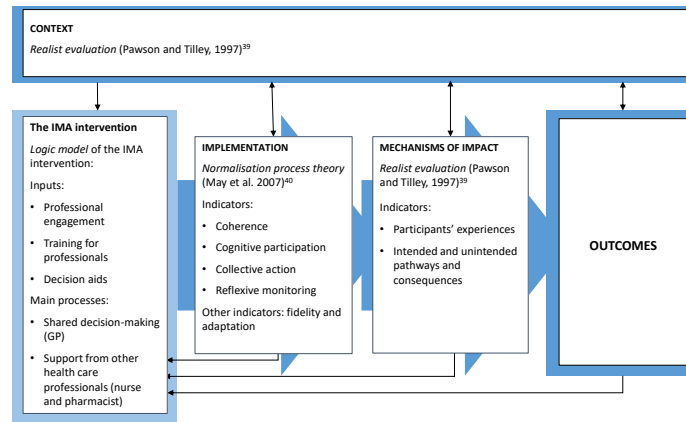 CONTEXT
Realist evaluation (Pawson and Tilley, 1997)39
The IMA intervention
Logic model of the IMA
intervention:
Inputs:
• Professional
engagement
• Training for
professionals
• Decision aids
Main processes:
• Shared decision-making
(GP)
• Support from other
health care
professionals (nurse
and pharmacist)
IMPLEMENTATION
Normalisation process theory
(May et al. 2007)40
Indicators:
• Coherence
• Cognitive participation
• Collective action
• Reflexive monitoring
Other indicators: fidelity and
adaptation
MECHANISMS OF IMPACT
Realist evaluation (Pawson
and Tilley, 1997)39
Indicators:
• Participants’ experiences
• Intended and unintended
pathways and
consequences
OUTCOMES